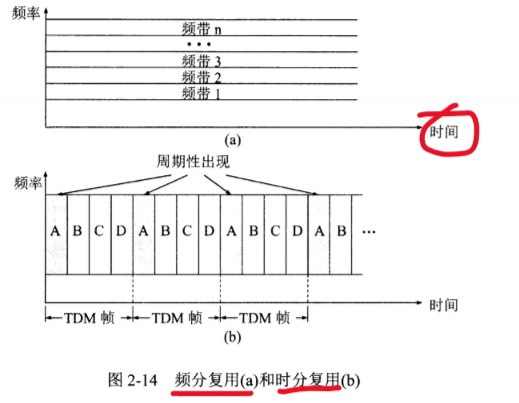 频率
频带 n
•••
频带 3
频带 2
频带 1
时间
(a)
周期性出现
频率
A B C D A B C D A B C D A B ···
时间
TDM 帧 TDM 帧 TDM 帧
(b)
图 2-14 频分复用(a)和时分复用(b)